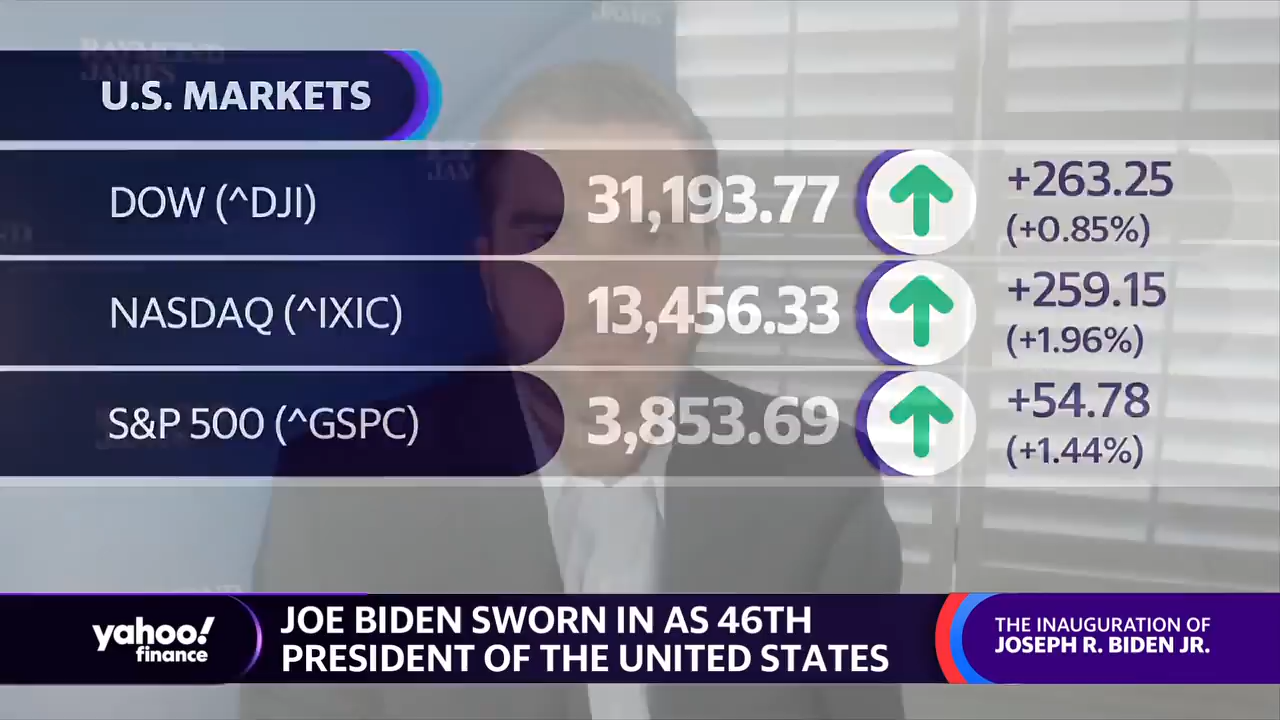 RAYMOND
JAMES
U.S. MARKETS
DOW (^DJI)
31,193.77
+263.25
(+0.85%)
NASDAQ (^IXIC)
13,456.33
+259.15
(+1.96%)
S&P 500 (^GSPC)
3,853.69
+54.78
(+1.44%)
yahoo!
finance
JOE BIDEN SWORN IN AS 46TH
PRESIDENT OF THE UNITED STATES
THE INAUGURATION OF
JOSEPH R. BIDEN JR.